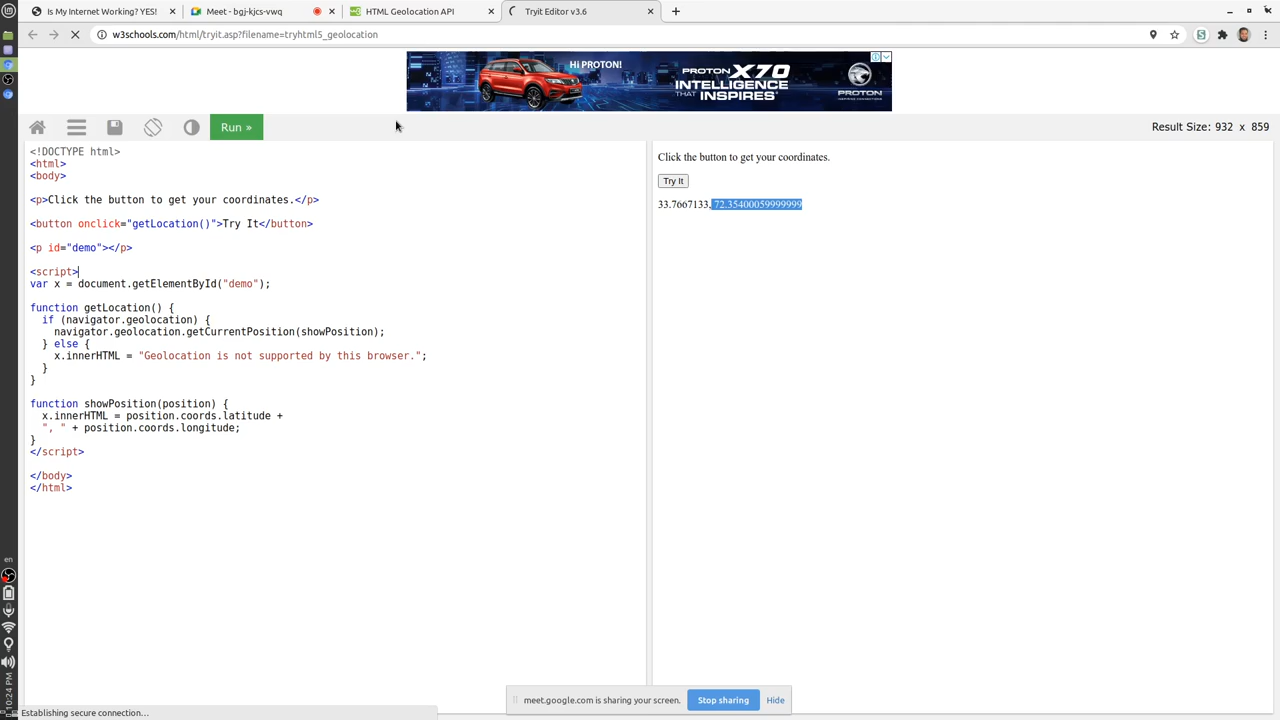 Is My Internet Working? YES!
Meet - bgj-kjcs-vwq
HTML Geolocation API
Tryit Editor v3.6
w3schools.com/html/tryit.asp?filename=tryhtml5_geolocation
HI PROTON!
PROTON X70
INTELLIGENCE
THAT INSPIRES
PROTON
Run »
Result Size: 932 x 859
<!DOCTYPE html>
<html>
<body>
<p>Click the button to get your coordinates.</p>
<button onclick="getLocation()">Try It</button>
<p id="demo"></p>
<script>
var x = document.getElementById("demo");
function getLocation() {
if (navigator.geolocation) {
navigator.geolocation.getCurrentPosition(showPosition);
} else {
x.innerHTML = "Geolocation is not supported by this browser.";
}
}
function showPosition(position) {
x.innerHTML = position.coords.latitude +
", " + position.coords.longitude;
}
</script>
</body>
</html>
Click the button to get your coordinates.
Try It
33.7667133, 72.35400059999999
en
10:24 PM
meet.google.com is sharing your screen.
Stop sharing
Hide
Establishing secure connection...